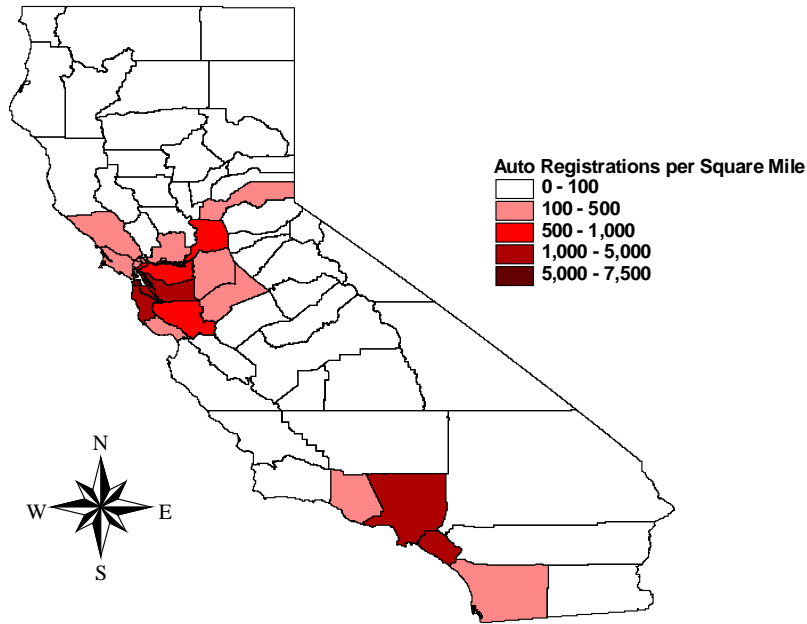 Auto Registrations per Square Mile
0 - 100
100 - 500
500 - 1,000
1,000 - 5,000
5,000 - 7,500
N
W E
S